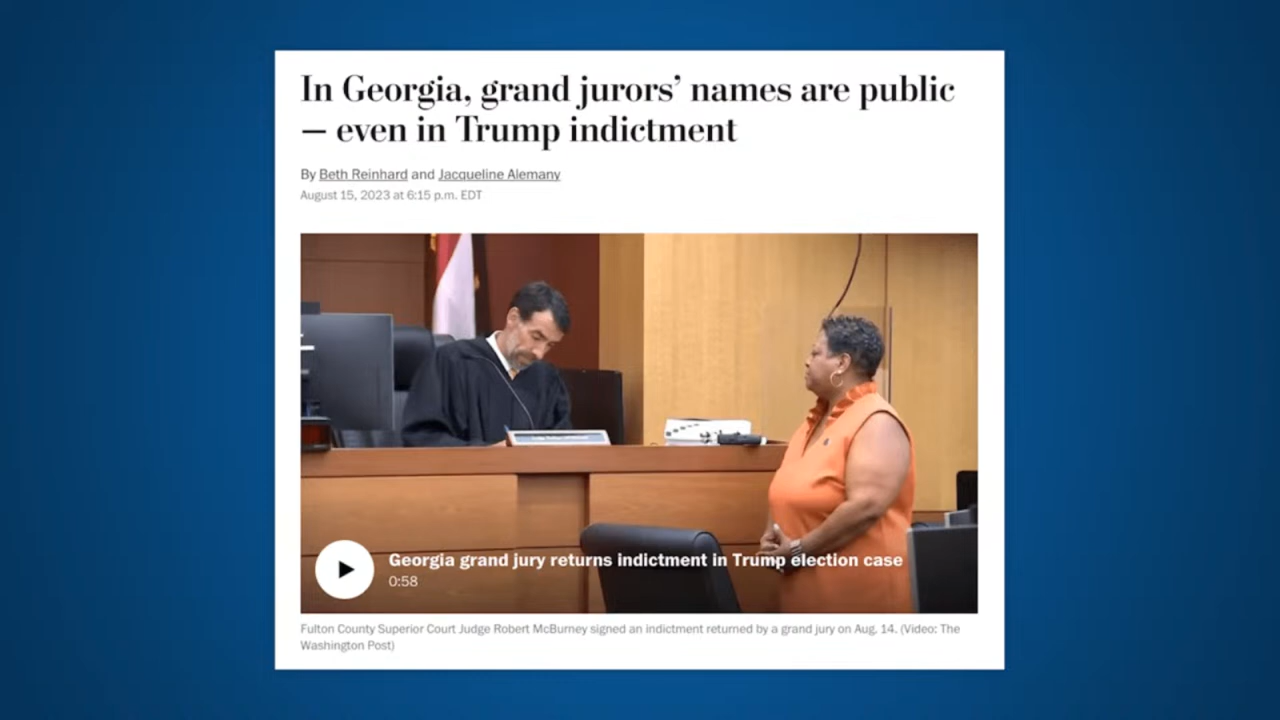 In Georgia, grand jurors’ names are public
— even in Trump indictment
By Beth Reinhard and Jacqueline Alemany
August 15, 2023 at 6:15 p.m. EDT
Georgia grand jury returns indictment in Trump election case
0:58
Fulton County Superior Court Judge Robert McBurney signed an indictment returned by a grand jury on Aug. 14. (Video: The
Washington Post)